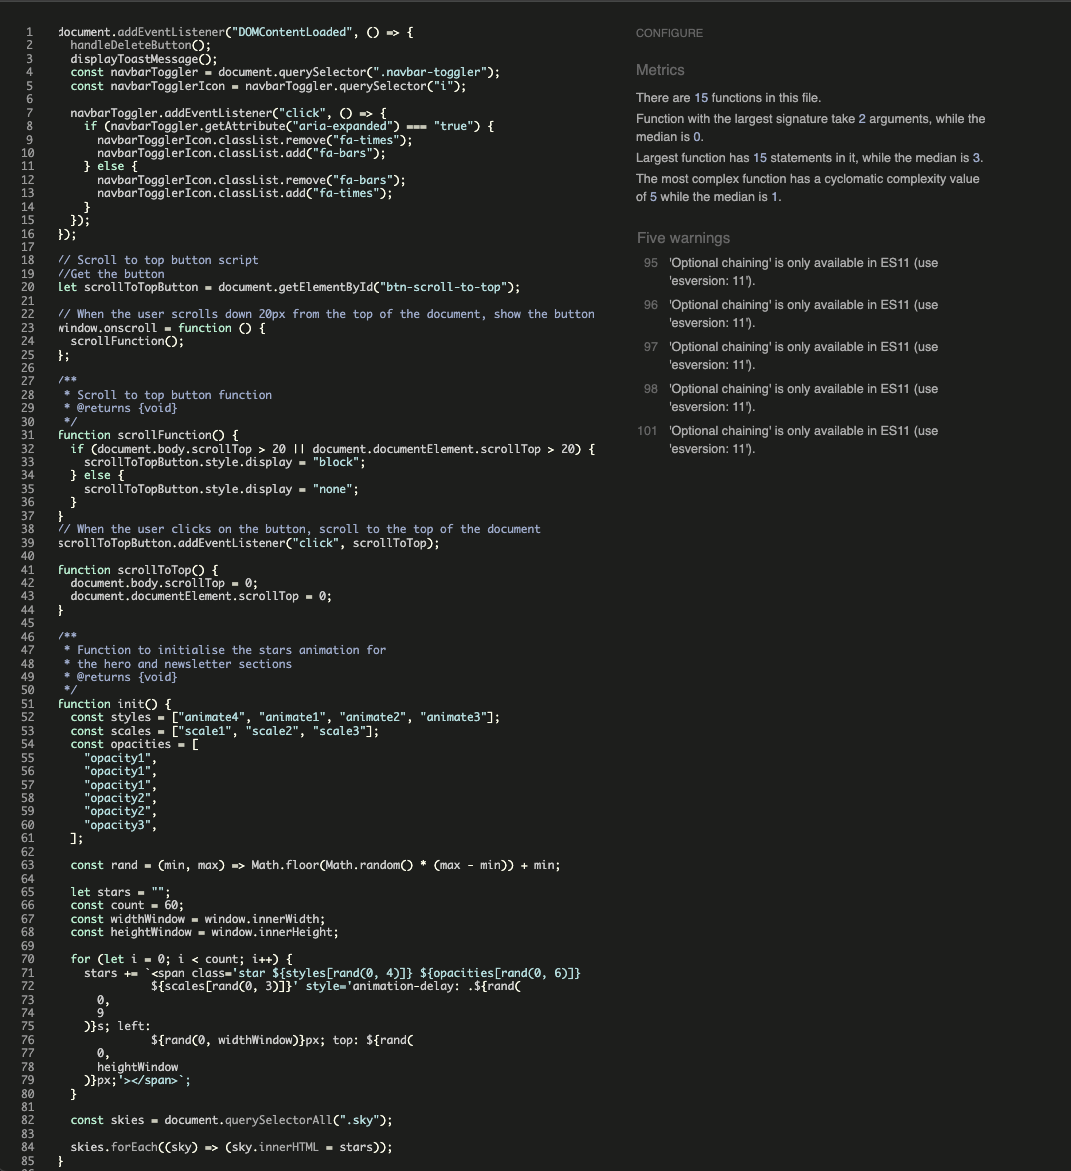 1 document.addEventListener("DOMContentLoaded", () => {
2 handleDeleteButton();
3 displayToastMessage();
4 const navbarToggler = document.querySelector(".navbar-toggler");
5 const navbarTogglerIcon = navbarToggler.querySelector("i");
6
7 navbarToggler.addEventListener("click", () => {
8 if (navbarToggler.getAttribute("aria-expanded") === "true") {
9 navbarTogglerIcon.classList.remove("fa-times");
10 navbarTogglerIcon.classList.add("fa-bars");
11 } else {
12 navbarTogglerIcon.classList.remove("fa-bars");
13 navbarTogglerIcon.classList.add("fa-times");
14 }
15 });
16 });
17
18 // Scroll to top button script
19 //Get the button
20 let scrollToTopButton = document.getElementById("btn-scroll-to-top");
21
22 // When the user scrolls down 20px from the top of the document, show the button
23 window.onscroll = function () {
24 scrollFunction();
25 };
26
27 /**
28 * Scroll to top button function
29 * @returns {void}
30 */
31 function scrollFunction() {
32 if (document.body.scrollTop > 20 || document.documentElement.scrollTop > 20) {
33 scrollToTopButton.style.display = "block";
34 } else {
35 scrollToTopButton.style.display = "none";
36 }
37 }
38 // When the user clicks on the button, scroll to the top of the document
39 scrollToTopButton.addEventListener("click", scrollToTop);
40
41 function scrollToTop() {
42 document.body.scrollTop = 0;
43 document.documentElement.scrollTop = 0;
44 }
45
46 /**
47 * Function to initialise the stars animation for
48 * the hero and newsletter sections
49 * @returns {void}
50 */
51 function init() {
52 const styles = ["animate4", "animate1", "animate2", "animate3"];
53 const scales = ["scale1", "scale2", "scale3"];
54 const opacities = [
55 "opacity1",
56 "opacity1",
57 "opacity1",
58 "opacity2",
59 "opacity2",
60 "opacity3",
61 ];
62
63 const rand = (min, max) => Math.floor(Math.random() * (max - min)) + min;
64
65 let stars = "";
66 const count = 60;
67 const widthWindow = window.innerWidth;
68 const heightWindow = window.innerHeight;
69
70 for (let i = 0; i < count; i++) {
71 stars += `<span class='star ${styles[rand(0, 4)]} ${opacities[rand(0, 6)]}
72 ${scales[rand(0, 3)]}' style='animation-delay: .${rand(
73 0,
74 9
75 )}s; left:
76 ${rand(0, widthWindow)}px; top: ${rand(
77 0,
78 heightWindow
79 )}px;'></span>`;
80 }
81
82 const skies = document.querySelectorAll(".sky");
83
84 skies.forEach((sky) => (sky.innerHTML = stars));
85 }
CONFIGURE
Metrics
There are 15 functions in this file.
Function with the largest signature take 2 arguments, while the
median is 0.
Largest function has 15 statements in it, while the median is 3.
The most complex function has a cyclomatic complexity value
of 5 while the median is 1.
Five warnings
95 'Optional chaining' is only available in ES11 (use
'esversion: 11').
96 'Optional chaining' is only available in ES11 (use
'esversion: 11').
97 'Optional chaining' is only available in ES11 (use
'esversion: 11').
98 'Optional chaining' is only available in ES11 (use
'esversion: 11').
101 'Optional chaining' is only available in ES11 (use
'esversion: 11').